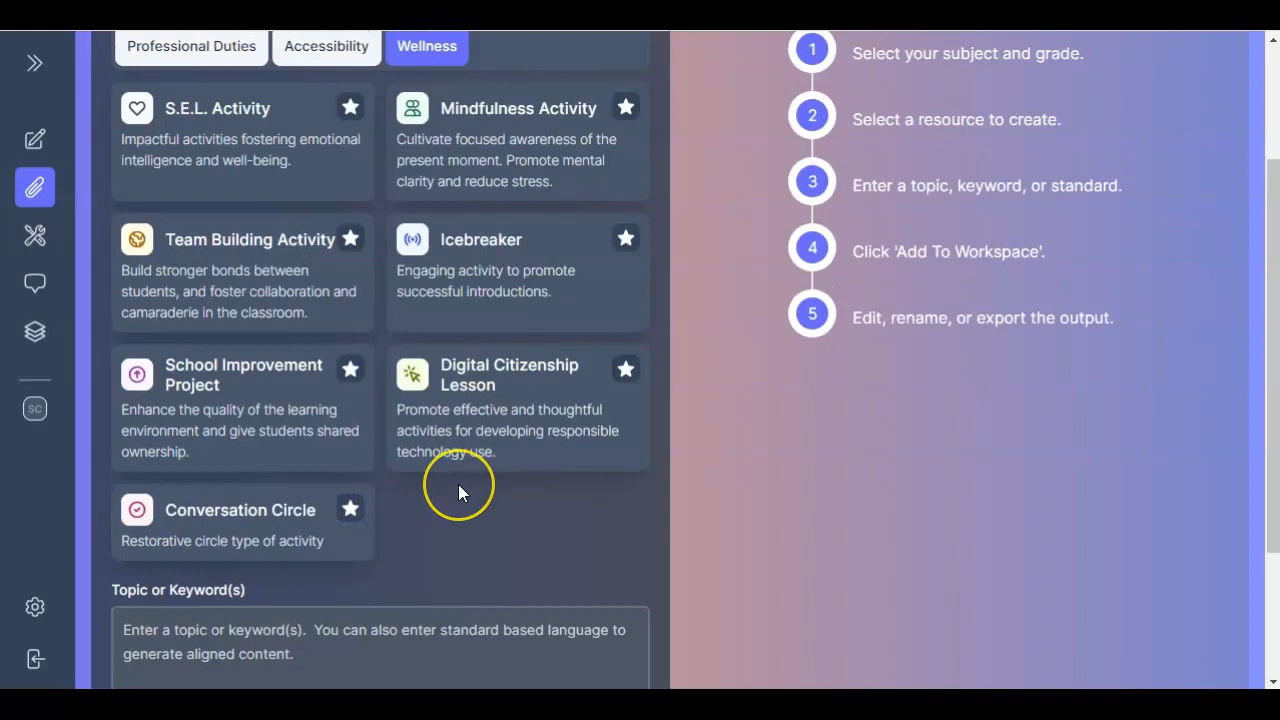 Professional Duties
Accessibility
Wellness
S.E.L. Activity
Impactful activities fostering emotional
intelligence and well-being.
Mindfulness Activity
Cultivate focused awareness of the
present moment. Promote mental
clarity and reduce stress.
Team Building Activity
Build stronger bonds between
students, and foster collaboration and
camaraderie in the classroom.
Icebreaker
Engaging activity to promote
successful introductions.
School Improvement
Project
Enhance the quality of the learning
environment and give students shared
ownership.
Digital Citizenship
Lesson
Promote effective and thoughtful
activities for developing responsible
technology use.
Conversation Circle
Restorative circle type of activity
Topic or Keyword(s)
Enter a topic or keyword(s). You can also enter standard based language to
generate aligned content.
1 Select your subject and grade.
2 Select a resource to create.
3 Enter a topic, keyword, or standard.
4 Click 'Add To Workspace'.
5 Edit, rename, or export the output.
SC